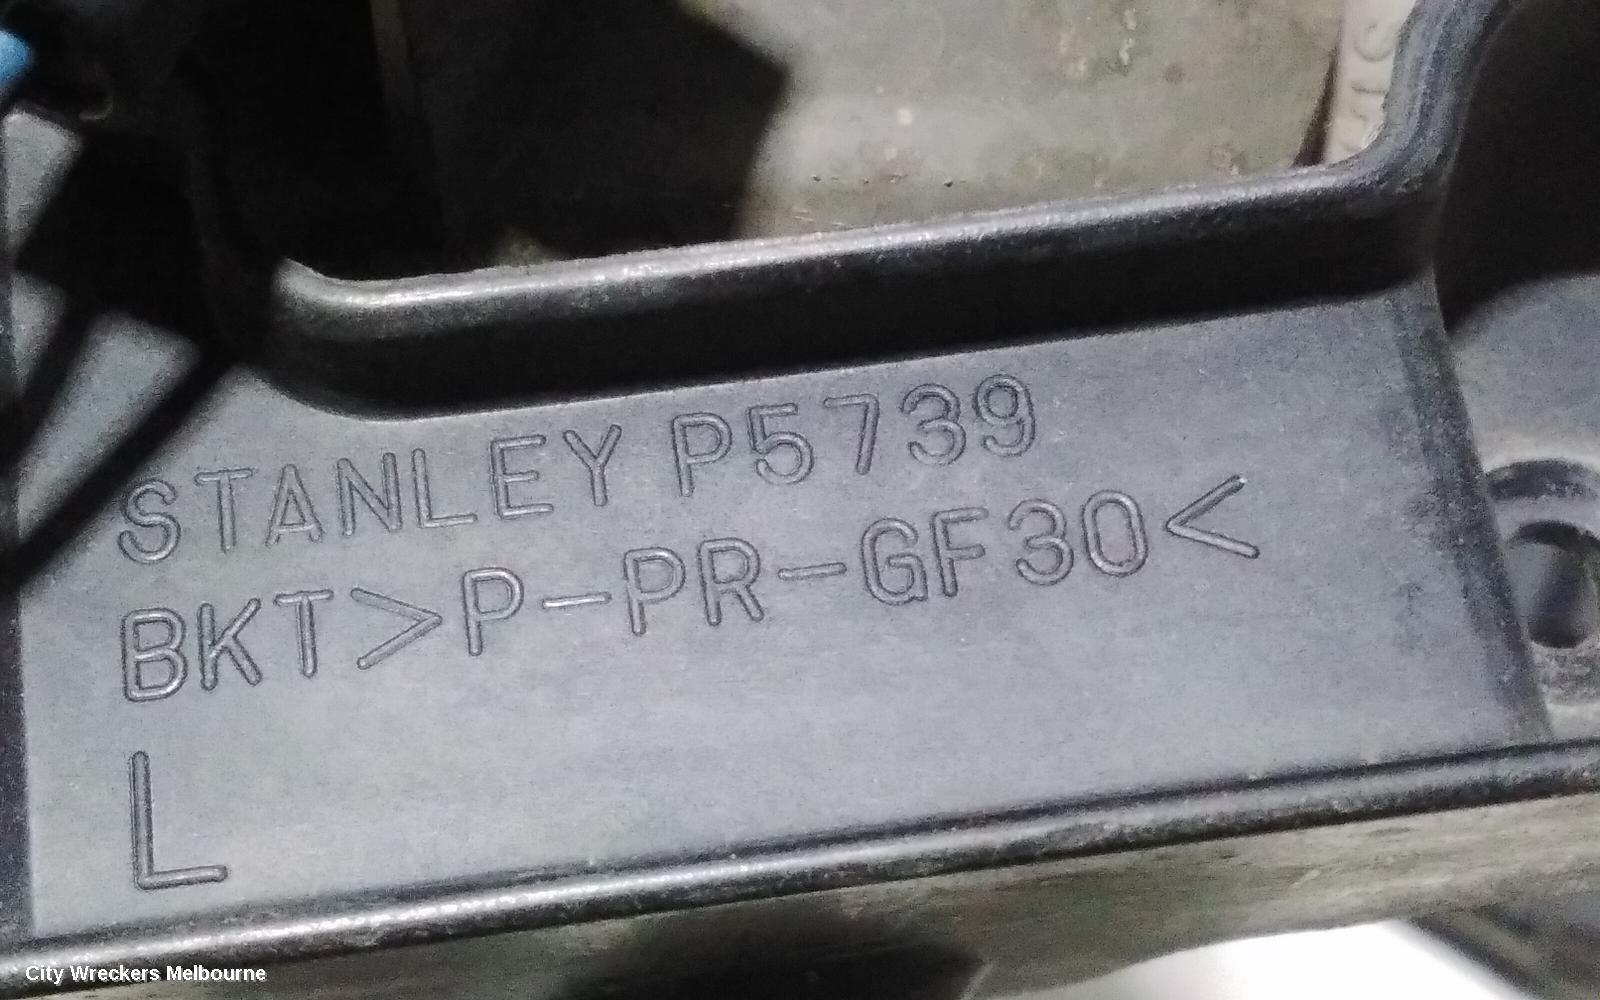 STANLEY P5739
BKT>P-PR-GF30<
L
City Wreckers Melbourne